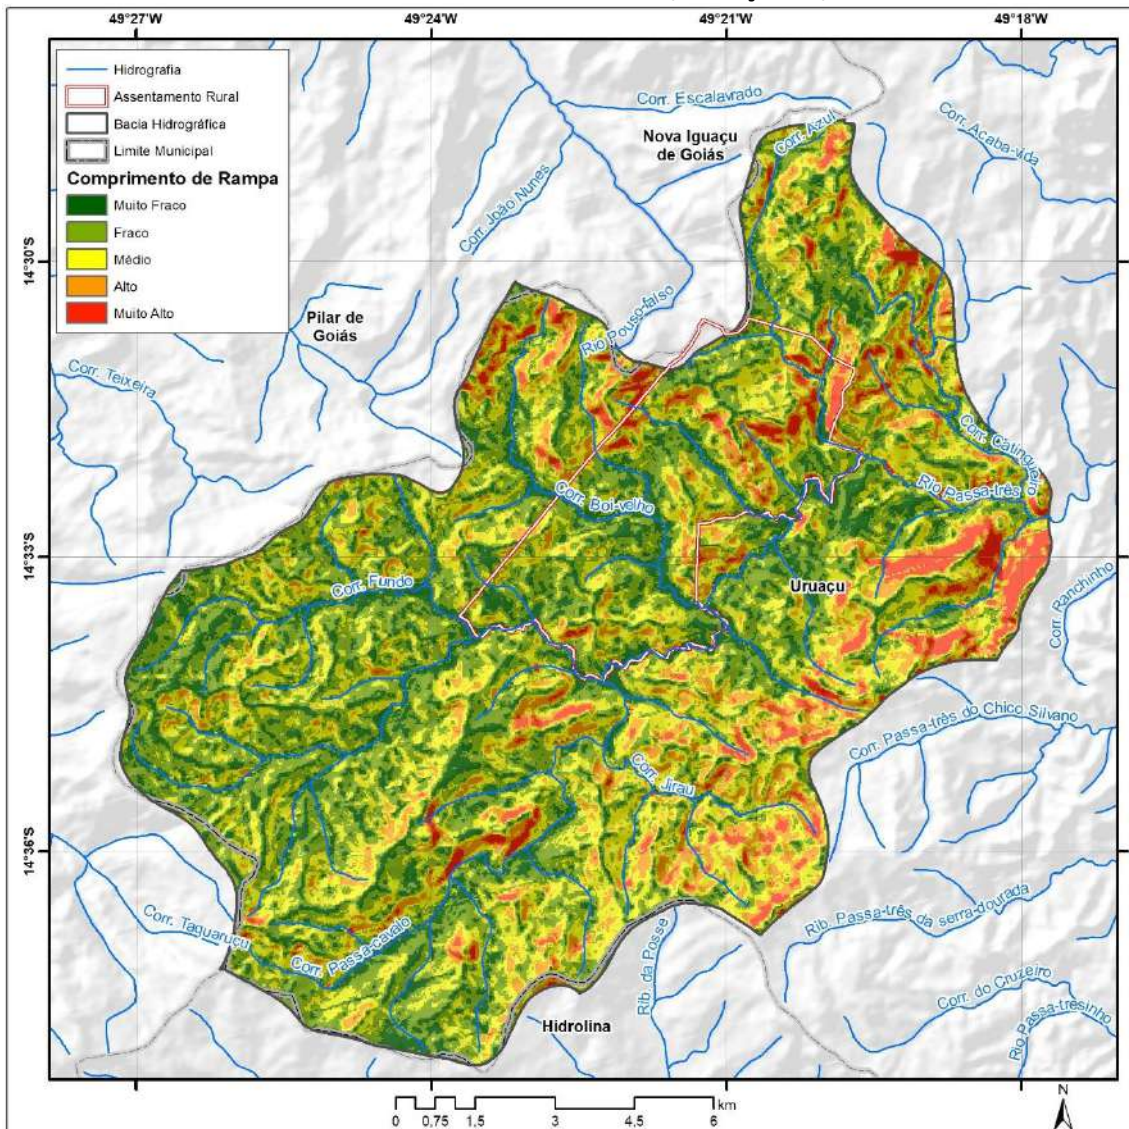 49°27'W
49°24'W
49°21'W
49°18'W
Hidrografia
Assentamento Rural
Bacia Hidrográfica
Limite Municipal
Comprimento de Rampa
Muito Fraco
Fraco
Médio
Alto
Muito Alto
Corr. Escalavrado
Nova Iguaçu
de Goiás
Corr. Azul
Corr. Acaba-vida
Corr. João Nunes
14°30'S
14°30'S
Rio Pouso-falso
Pilar de
Goiás
Corr. Teixeira
Corr. Catingueiro
Corr. Boi-velho
Rio Passa-três
14°33'S
14°33'S
Corr. Fundo
Uruaçu
Corr. Ranchinho
Corr. Passa-três do Chico Silvano
Corr. Jirau
14°36'S
Corr. Taguaruçu
Corr. Passa-cavalo
Rib. da Posse
Rib. Passa-três da serra-dourada
Corr. do Cruzeiro
Rio Passa-tresinho
Hidrolina
0 0,75 1,5 3 4,5 6 km
N